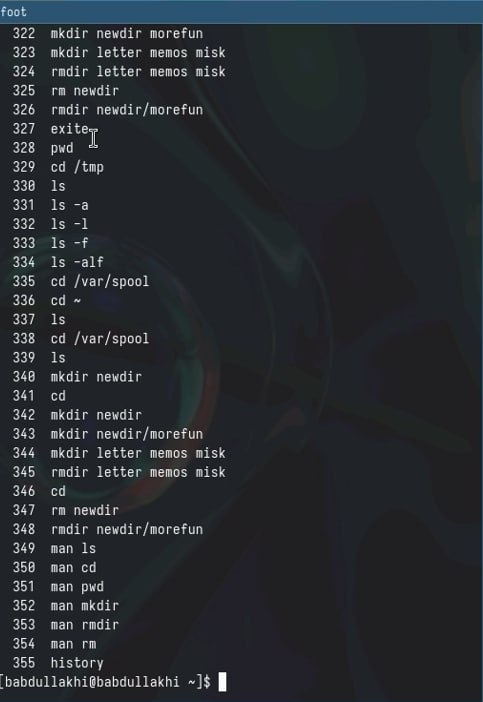 foot
322 mkdir newdir morefun
323 mkdir letter memos misk
324 rmdir letter memos misk
325 rm newdir
326 rmdir newdir/morefun
327 exite
328 pwd
329 cd /tmp
330 ls
331 ls -a
332 ls -l
333 ls -f
334 ls -alf
335 cd /var/spool
336 cd ~
337 ls
338 cd /var/spool
339 ls
340 mkdir newdir
341 cd
342 mkdir newdir
343 mkdir newdir/morefun
344 mkdir letter memos misk
345 rmdir letter memos misk
346 cd
347 rm newdir
348 rmdir newdir/morefun
349 man ls
350 man cd
351 man pwd
352 man mkdir
353 man rmdir
354 man rm
355 history
[babdullakhi@babdullakhi ~]$